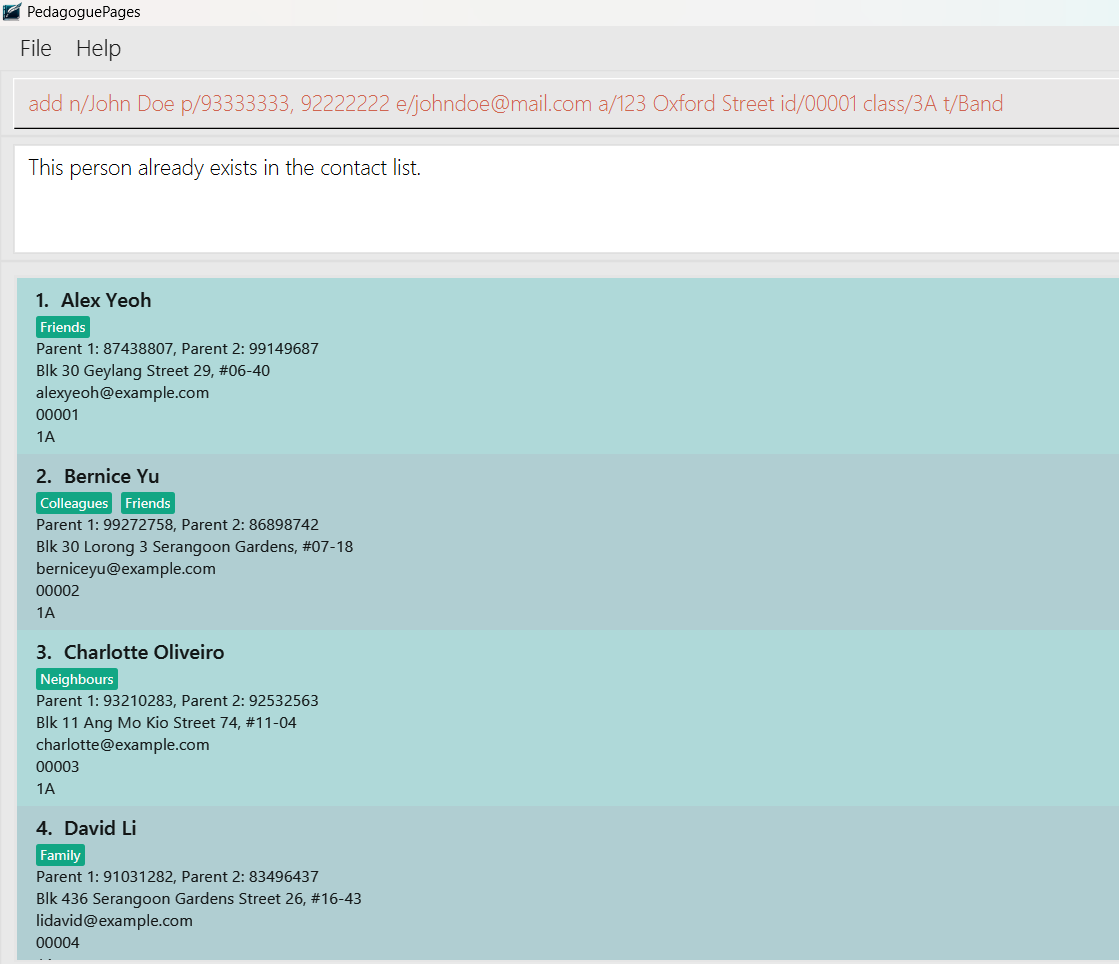 PedagoguePages
File Help
add n/John Doe p/93333333, 92222222 e/johndoe@mail.com a/123 Oxford Street id/00001 class/3A t/Band
This person already exists in the contact list.
1. Alex Yeoh
Friends
Parent 1: 87438807, Parent 2: 99149687
Blk 30 Geylang Street 29, #06-40
alexyeoh@example.com
00001
1A
2. Bernice Yu
Colleagues Friends
Parent 1: 99272758, Parent 2: 86898742
Blk 30 Lorong 3 Serangoon Gardens, #07-18
berniceyu@example.com
00002
1A
3. Charlotte Oliveiro
Neighbours
Parent 1: 93210283, Parent 2: 92532563
Blk 11 Ang Mo Kio Street 74, #11-04
charlotte@example.com
00003
1A
4. David Li
Family
Parent 1: 91031282, Parent 2: 83496437
Blk 436 Serangoon Gardens Street 26, #16-43
lidavid@example.com
00004